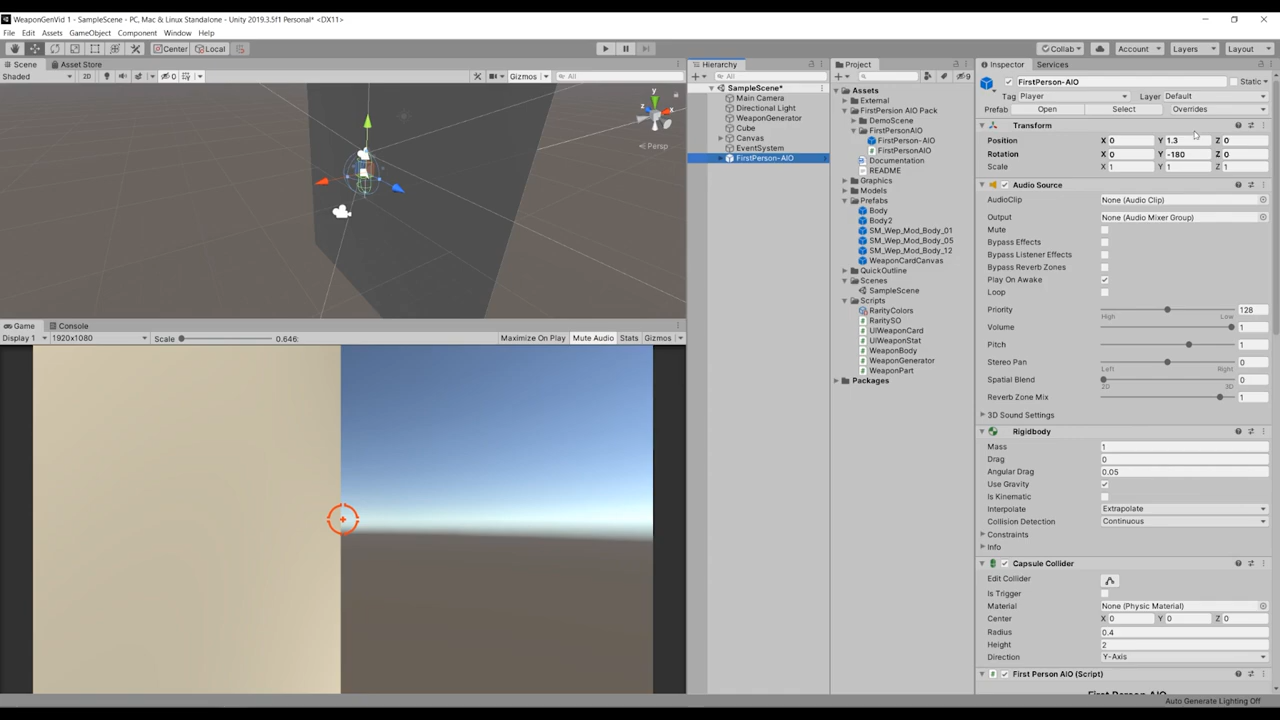 WeaponGenVid 1 - SampleScene - PC, Mac & Linux Standalone - Unity 2019.3.5f1 Personal* <DX11>
File Edit Assets GameObject Component Window Help
Center Local Collab Account Layers Layout
Scene Asset Store
Shaded 2D 0 Gizmos All
y
x
z
Persp
Game Console
Display 1 1920x1080 Scale 0.646 Maximize On Play Mute Audio Stats Gizmos
Hierarchy
All
SampleScene*
Main Camera
Directional Light
WeaponGenerator
Cube
Canvas
EventSystem
FirstPerson-AIO
Project
9
Assets
External
FirstPersion AIO Pack
DemoScene
FirstPersonAIO
FirstPerson-AIO
FirstPersonAIO
Documentation
README
Graphics
Models
Prefabs
Body
Body2
SM_Wep_Mod_Body_01
SM_Wep_Mod_Body_05
SM_Wep_Mod_Body_12
WeaponCardCanvas
QuickOutline
Scenes
SampleScene
Scripts
RarityColors
RaritySO
UIWeaponCard
UIWeaponStat
WeaponBody
WeaponGenerator
WeaponPart
Packages
Inspector Services
FirstPerson-AIO Static
Tag Player Layer Default
Prefab Open Select Overrides
Transform
Position X 0 Y 1.3 Z 0
Rotation X 0 Y -180 Z 0
Scale X 1 Y 1 Z 1
Audio Source
AudioClip None (Audio Clip)
Output None (Audio Mixer Group)
Mute
Bypass Effects
Bypass Listener Effects
Bypass Reverb Zones
Play On Awake
Loop
Priority 128
High Low
Volume 1
Pitch 1
Stereo Pan 0
Left Right
Spatial Blend 0
2D 3D
Reverb Zone Mix 1
3D Sound Settings
Rigidbody
Mass 1
Drag 0
Angular Drag 0.05
Use Gravity
Is Kinematic
Interpolate Extrapolate
Collision Detection Continuous
Constraints
Info
Capsule Collider
Edit Collider
Is Trigger
Material None (Physic Material)
Center X 0 Y 0 Z 0
Radius 0.4
Height 2
Direction Y-Axis
First Person AIO (Script)
First Person AIO
Auto Generate Lighting Off